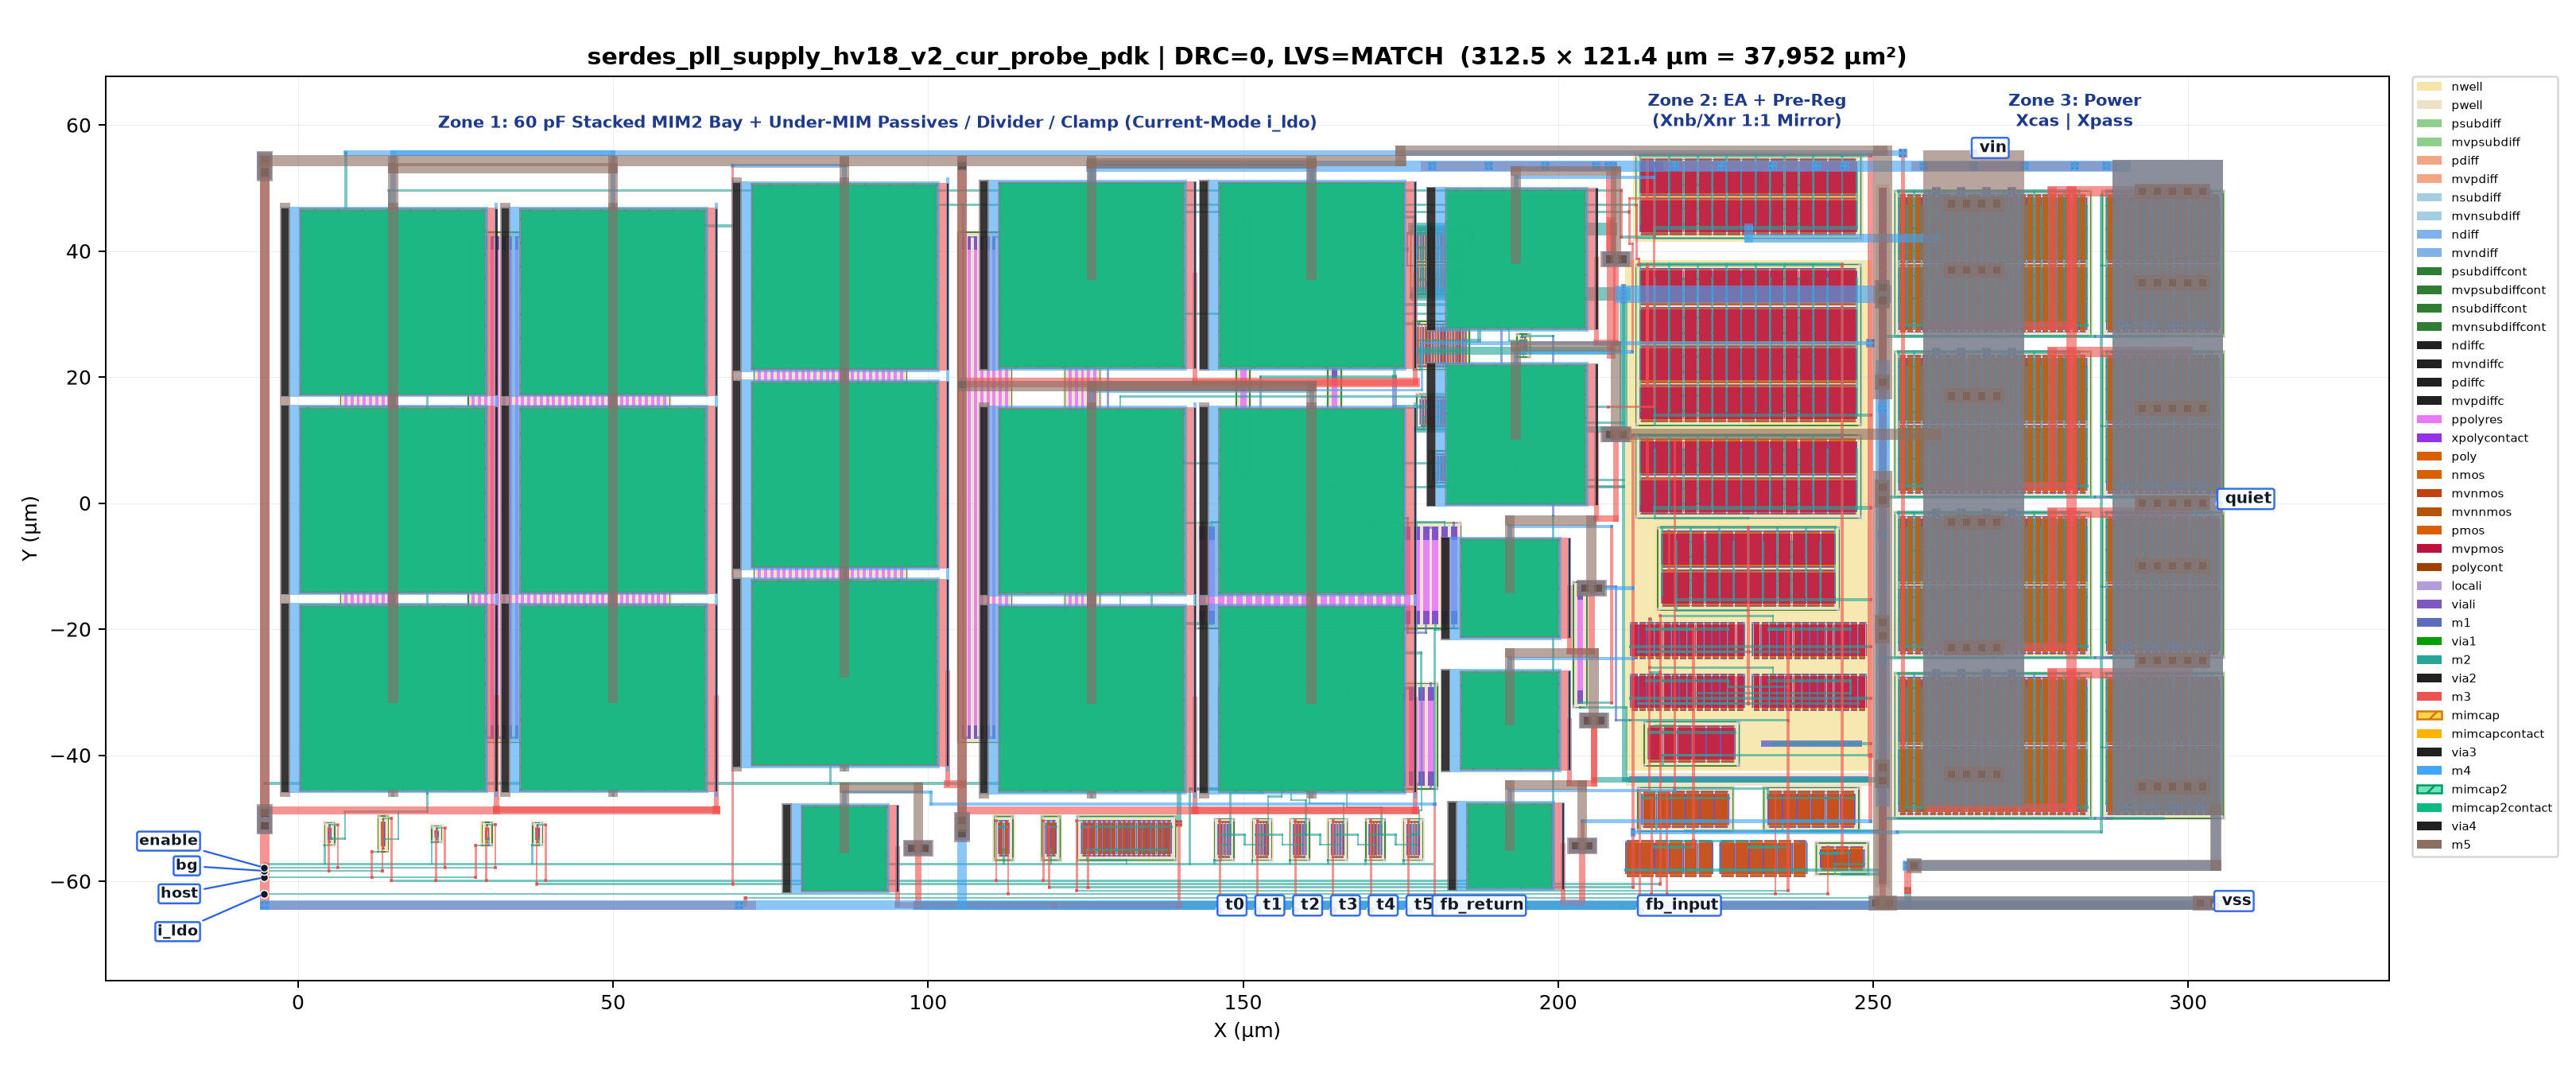 serdes_pll_supply_hv18_v2_cur_probe_pdk | DRC=0, LVS=MATCH  (312.5 × 121.4 µm = 37,952 µm²)
Zone 1: 60 pF Stacked MIM2 Bay + Under-MIM Passives / Divider / Clamp (Current-Mode i_ldo)
Zone 2: EA + Pre-Reg
(Xnb/Xnr 1:1 Mirror)
Zone 3: Power
Xcas | Xpass
vin
quiet
enable
bg
host
i_ldo
t0
t1
t2
t3
t4
t5
fb_return
fb_input
vss
Y (µm)
60
40
20
0
−20
−40
−60
0
50
100
150
200
250
300
X (µm)
nwell
pwell
psubdiff
mvpsubdiff
pdiff
mvpdiff
nsubdiff
mvnsubdiff
ndiff
mvndiff
psubdiffcont
mvpsubdiffcont
nsubdiffcont
mvnsubdiffcont
ndiffc
mvndiffc
pdiffc
mvpdiffc
ppolyres
xpolycontact
poly
nmos
mvnmos
mvnnmos
pmos
mvpmos
polycont
locali
viali
m1
via1
m2
via2
m3
mimcap
mimcapcontact
via3
m4
mimcap2
mimcap2contact
via4
m5